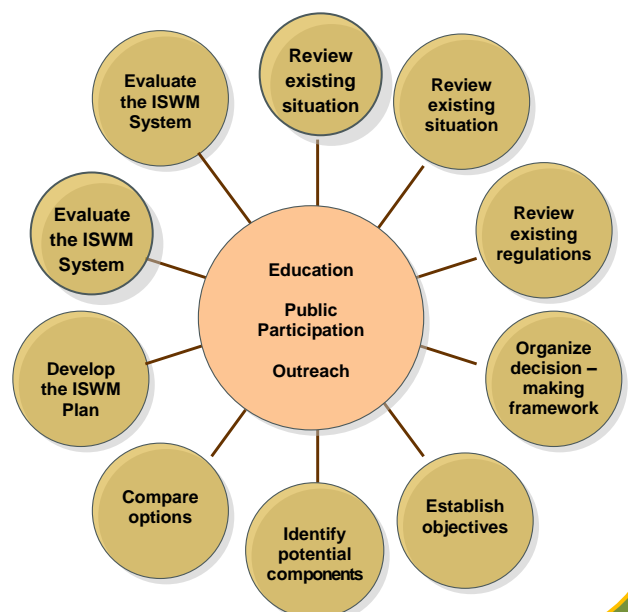 Review
existing
situation
Review
existing
situation
Review
existing
regulations
Organize
decision –
making
framework
Establish
objectives
Identify
potential
components
Compare
options
Develop
the ISWM
Plan
Evaluate
the ISWM
System
Evaluate
the ISWM
System
Education
Public
Participation
Outreach